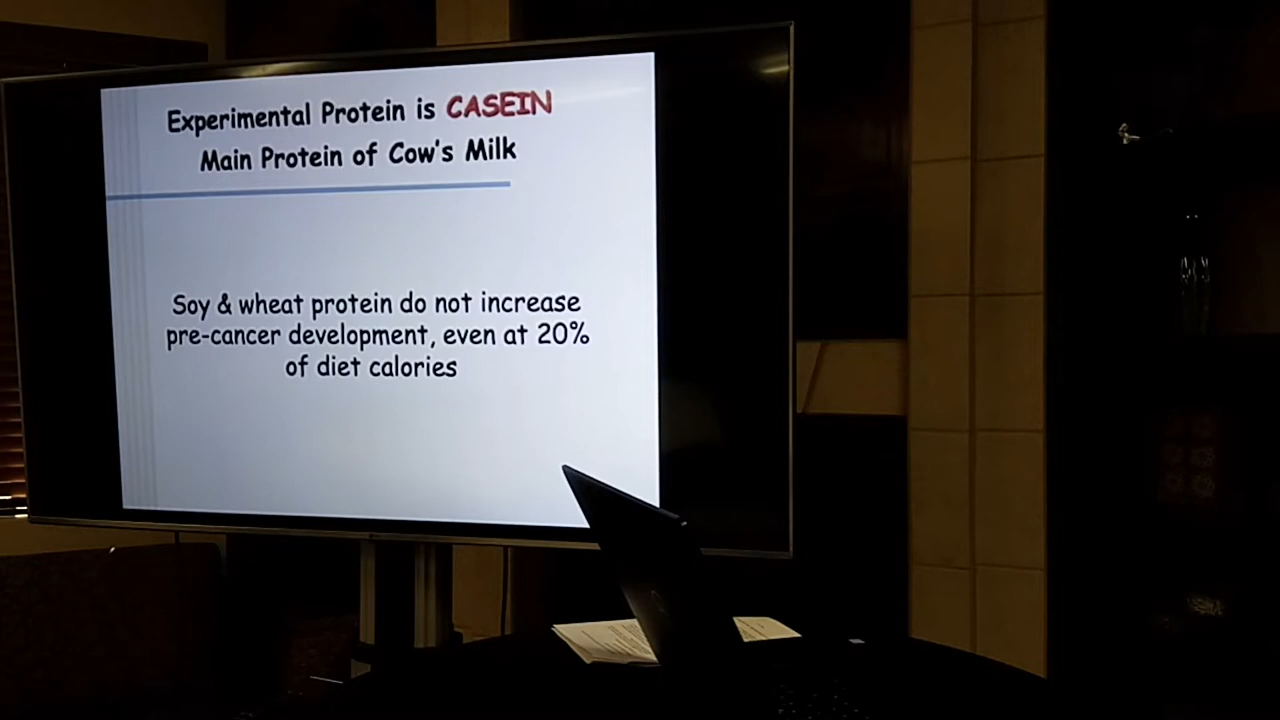 Experimental Protein is CASEIN
Main Protein of Cow's Milk
Soy & wheat protein do not increase
pre-cancer development, even at 20%
of diet calories